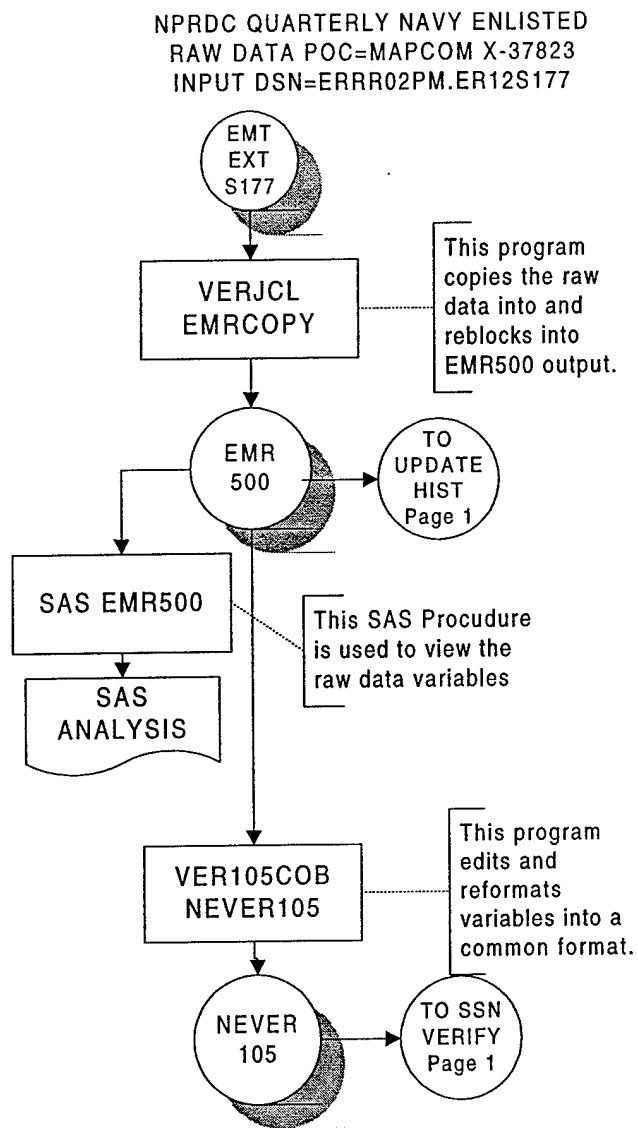 NPRDC QUARTERLY NAVY ENLISTED
RAW DATA POC=MAPCOM X-37823
INPUT DSN=ERRR02PM.ER12S177
EMT
EXT
S177
VERJCL
EMRCOPY
This program
copies the raw
data into and
reblocks into
EMR500 output.
EMR
500
TO
UPDATE
HIST
Page 1
SAS EMR500
This SAS Procudure
is used to view the
raw data variables
SAS
ANALYSIS
VER105COB
NEVER105
This program
edits and
reformats
variables into a
common format.
NEVER
105
TO SSN
VERIFY
Page 1